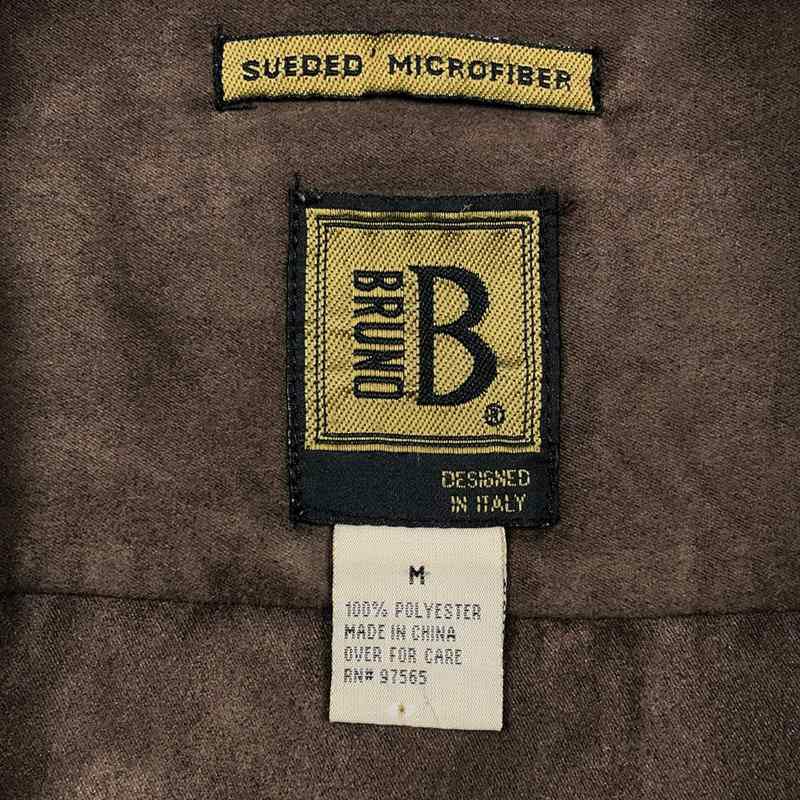 SUEDED MICROFIBER
BRUNO
B®
DESIGNED
IN ITALY
M
100% POLYESTER
MADE IN CHINA
OVER FOR CARE
RN# 97565